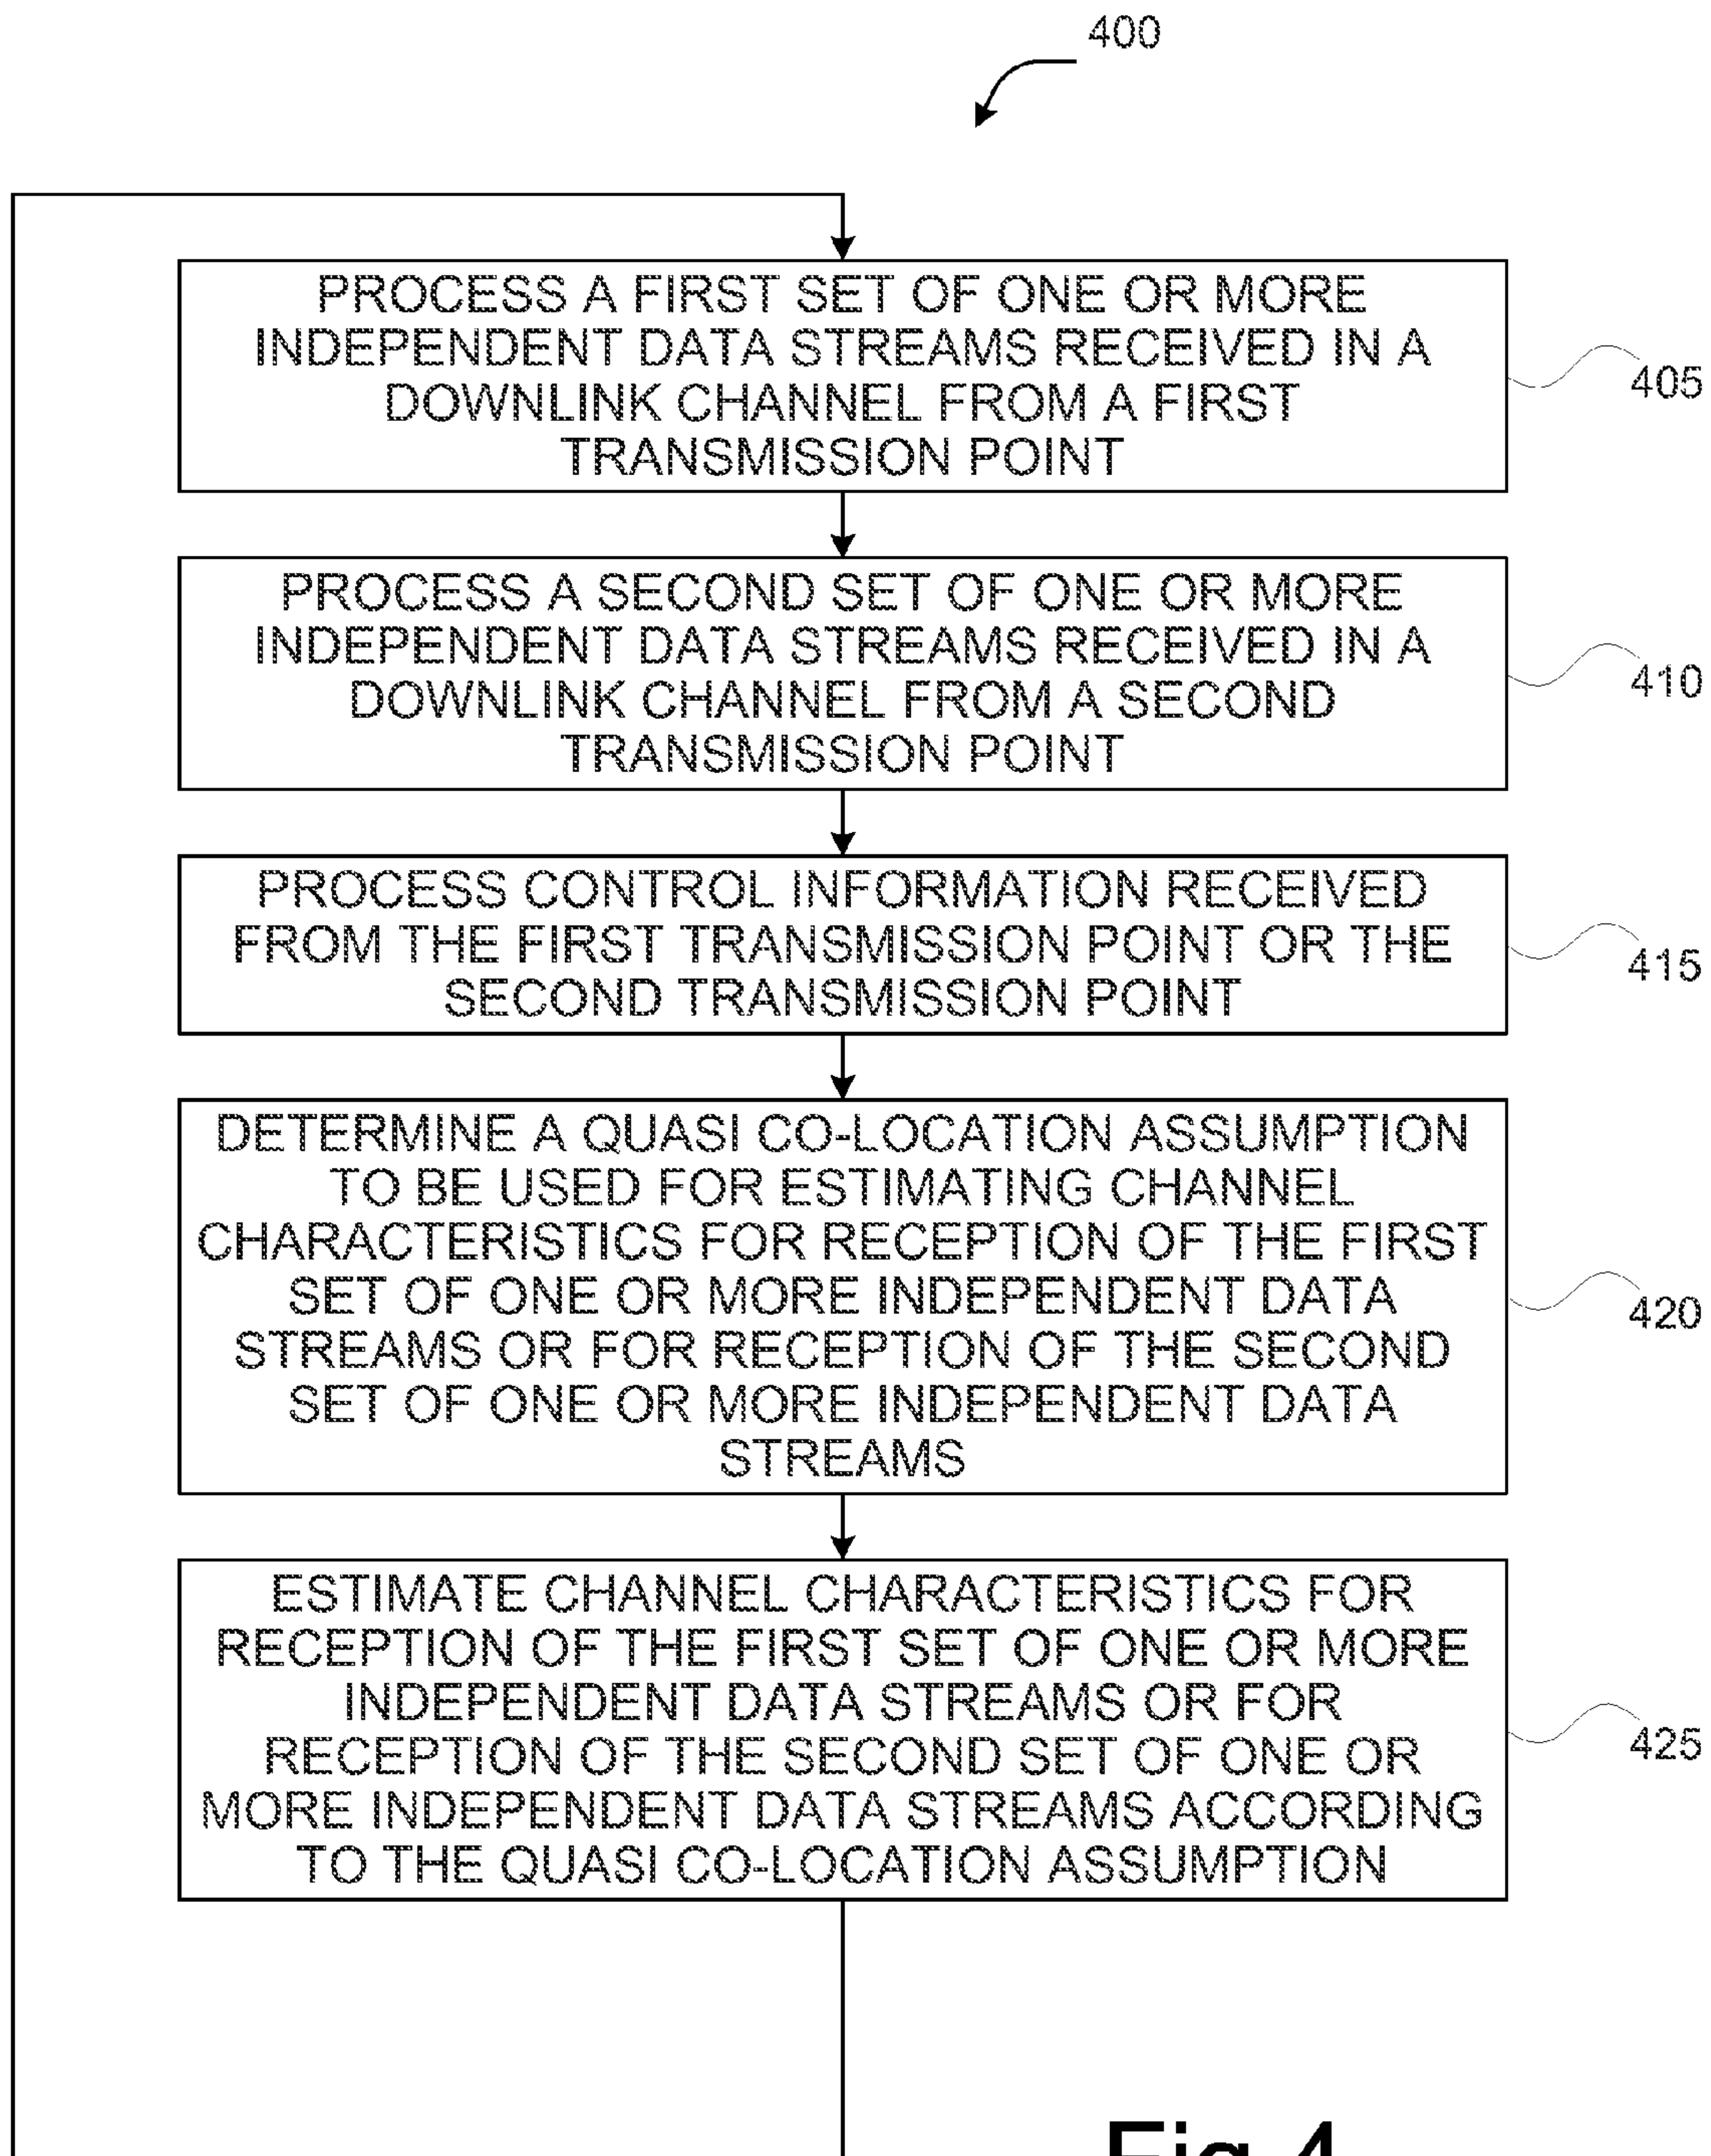 400
PROCESS A FIRST SET OF ONE OR MORE
INDEPENDENT DATA STREAMS RECEIVED IN A
DOWNLINK CHANNEL FROM A FIRST
TRANSMISSION POINT
405
PROCESS A SECOND SET OF ONE OR MORE
INDEPENDENT DATA STREAMS RECEIVED IN A
DOWNLINK CHANNEL FROM A SECOND
TRANSMISSION POINT
410
PROCESS CONTROL INFORMATION RECEIVED
FROM THE FIRST TRANSMISSION POINT OR THE
SECOND TRANSMISSION POINT
415
DETERMINE A QUASI CO-LOCATION ASSUMPTION
TO BE USED FOR ESTIMATING CHANNEL
CHARACTERISTICS FOR RECEPTION OF THE FIRST
SET OF ONE OR MORE INDEPENDENT DATA
STREAMS OR FOR RECEPTION OF THE SECOND
SET OF ONE OR MORE INDEPENDENT DATA
STREAMS
420
ESTIMATE CHANNEL CHARACTERISTICS FOR
RECEPTION OF THE FIRST SET OF ONE OR MORE
INDEPENDENT DATA STREAMS OR FOR
RECEPTION OF THE SECOND SET OF ONE OR
MORE INDEPENDENT DATA STREAMS ACCORDING
TO THE QUASI CO-LOCATION ASSUMPTION
425
Fig 4